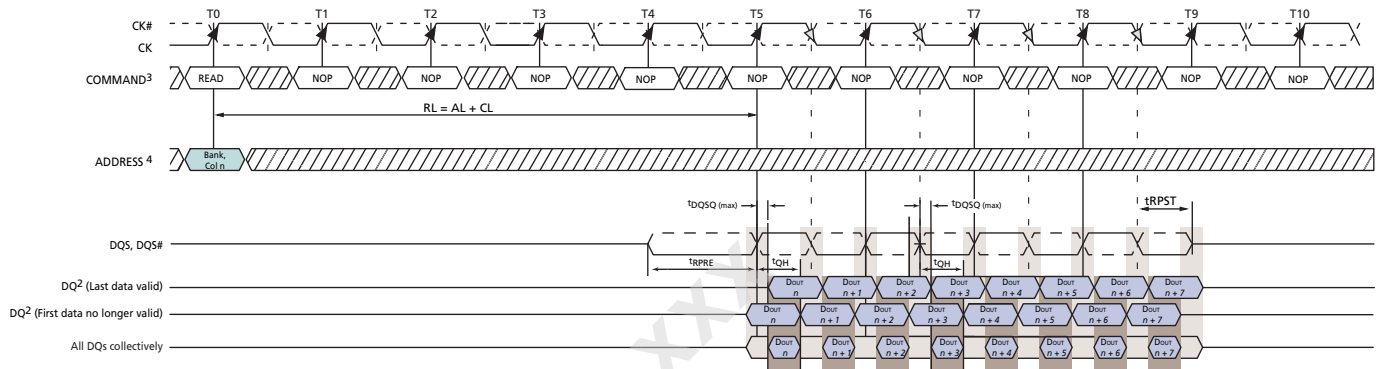 T0 T1 T2 T3 T4 T5 T6 T7 T8 T9 T10
CK#
CK
COMMAND3 READ NOP NOP NOP NOP NOP NOP NOP NOP NOP NOP
RL = AL + CL
ADDRESS 4 Bank, Col n
tDQSQ (max) tDQSQ (max) tRPST
DQS, DQS#
tRPRE tQH tQH
DQ2 (Last data valid) DOUT n DOUT n + 1 DOUT n + 2 DOUT n + 3 DOUT n + 4 DOUT n + 5 DOUT n + 6 DOUT n + 7
DQ2 (First data no longer valid) DOUT n DOUT n + 1 DOUT n + 2 DOUT n + 3 DOUT n + 4 DOUT n + 5 DOUT n + 6 DOUT n + 7
All DQs collectively DOUT n DOUT n + 1 DOUT n + 2 DOUT n + 3 DOUT n + 4 DOUT n + 5 DOUT n + 6 DOUT n + 7
xxx